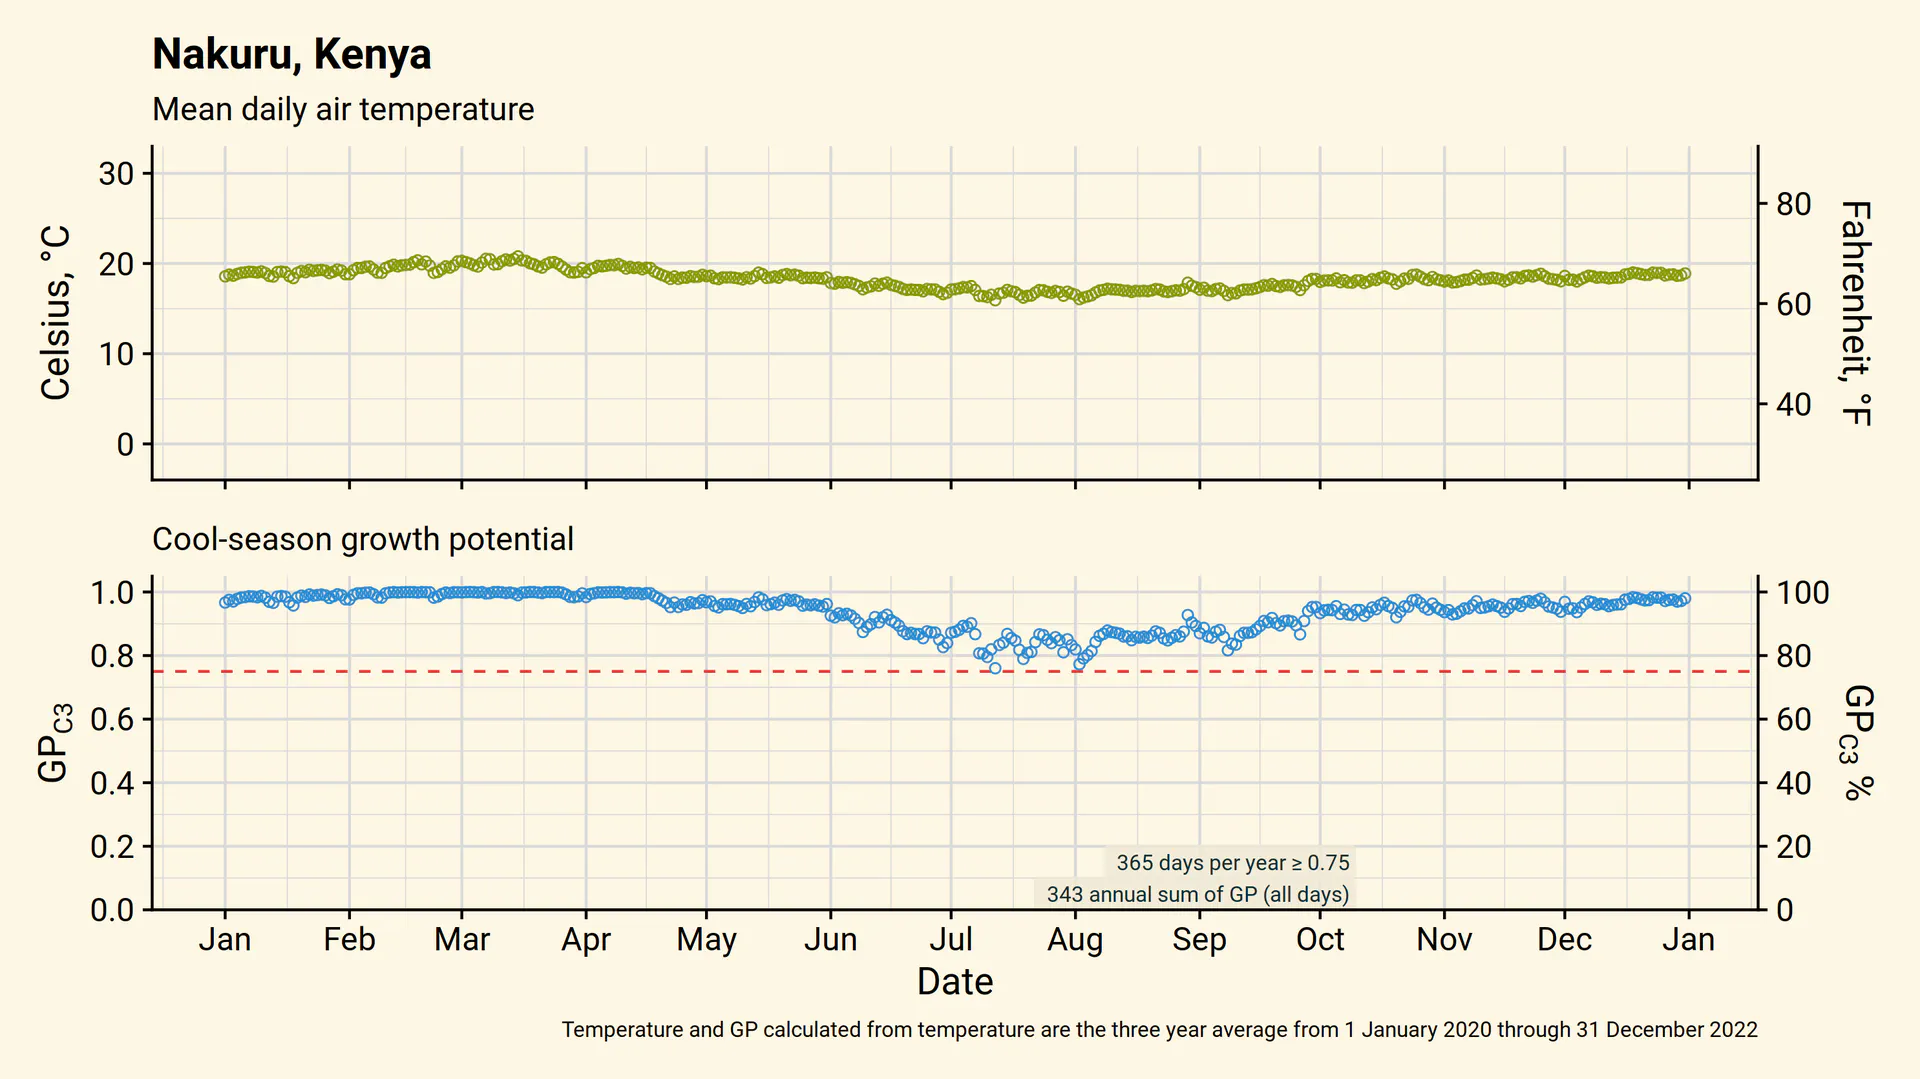 Nakuru, Kenya
Mean daily air temperature
30
20
10
0
Celsius, °C
80
60
40
Fahrenheit, °F
Cool-season growth potential
1.0
0.8
0.6
0.4
0.2
0.0
GPC3
100
80
60
40
20
0
GPC3 %
365 days per year ≥ 0.75
343 annual sum of GP (all days)
Jan Feb Mar Apr May Jun Jul Aug Sep Oct Nov Dec Jan
Date
Temperature and GP calculated from temperature are the three year average from 1 January 2020 through 31 December 2022